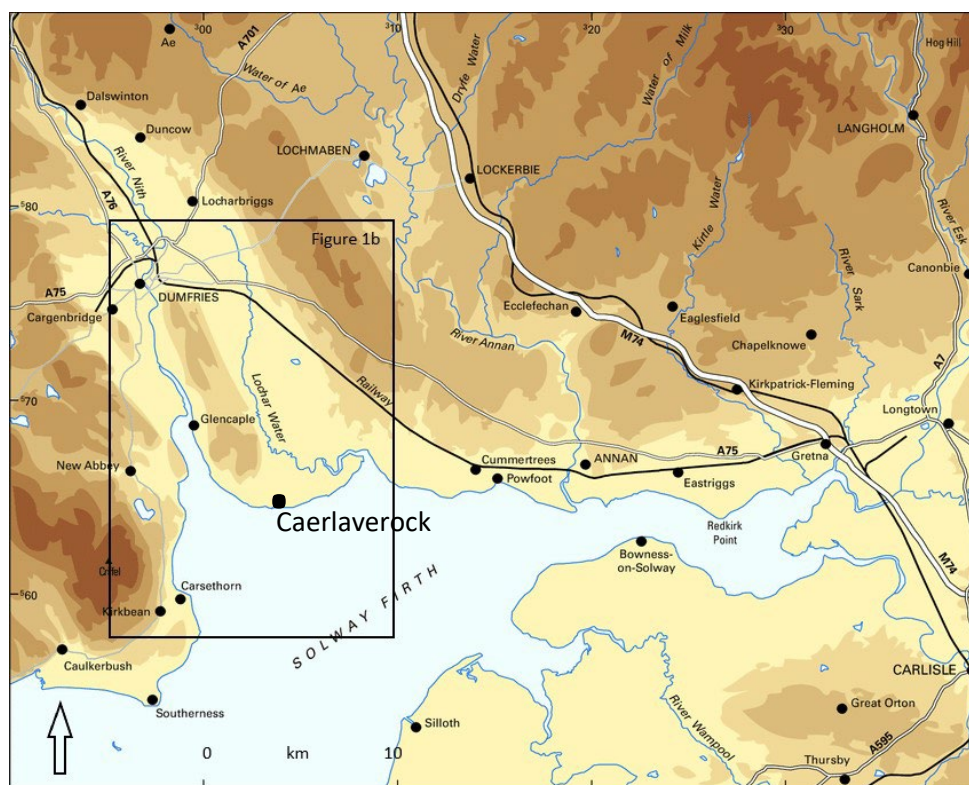 Ae
³00
³10
³20
³30
A701
Hog Hill
Water of Ae
Dryfe Water
Water of Milk
Dalswinton
Duncow
LANGHOLM
River Nith
LOCHMABEN
LOCKERBIE
A76
Locharbriggs
⁵80
Kirtle Water
River Esk
Figure 1b
River Sark
Canonbie
A75
DUMFRIES
Cargenbridge
Ecclefechan
Eaglesfield
M74
Chapelknowe
River Annan
A7
Lochar Water
Railway
Kirkpatrick-Fleming
⁵70
Glencaple
Longtown
Cummertrees
ANNAN
A75
Gretna
New Abbey
Powfoot
Eastriggs
Caerlaverock
Redkirk
Point
Bowness-
on-Solway
M74
Criffel
Carsethorn
⁵60
Kirkbean
SOLWAY FIRTH
Caulkerbush
CARLISLE
Southerness
Great Orton
Silloth
River Wampool
A595
0 km 10
Thursby